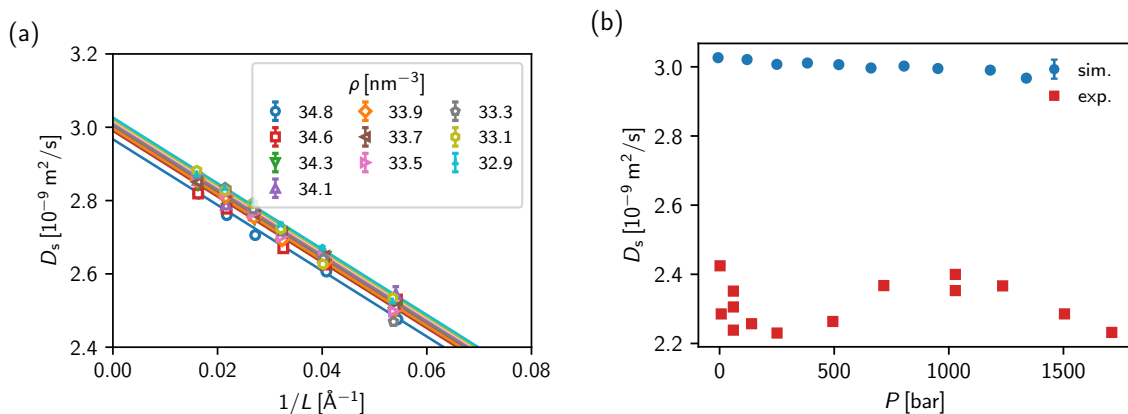 (a)
3.2
3.0
2.8
2.6
2.4
D_s [10⁻⁹ m²/s]
0.00 0.02 0.04 0.06 0.08
1/L [Å⁻¹]
ρ [nm⁻³]
34.8 33.9 33.3
34.6 33.7 33.1
34.3 33.5 32.9
34.1
(b)
3.0
2.8
2.6
2.4
2.2
D_s [10⁻⁹ m²/s]
0 500 1000 1500
P [bar]
sim.
exp.